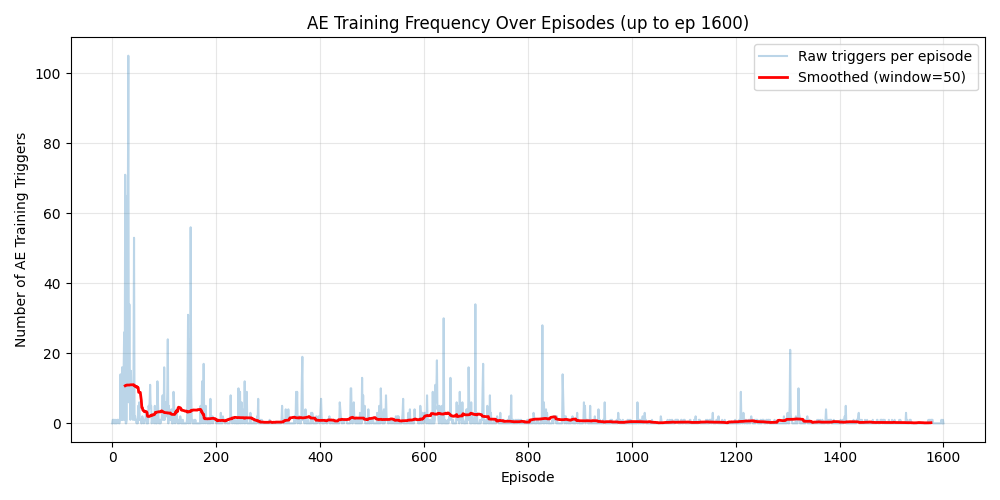 AE Training Frequency Over Episodes (up to ep 1600)
Raw triggers per episode
Smoothed (window=50)
Number of AE Training Triggers
100
80
60
40
20
0
0 200 400 600 800 1000 1200 1400 1600
Episode